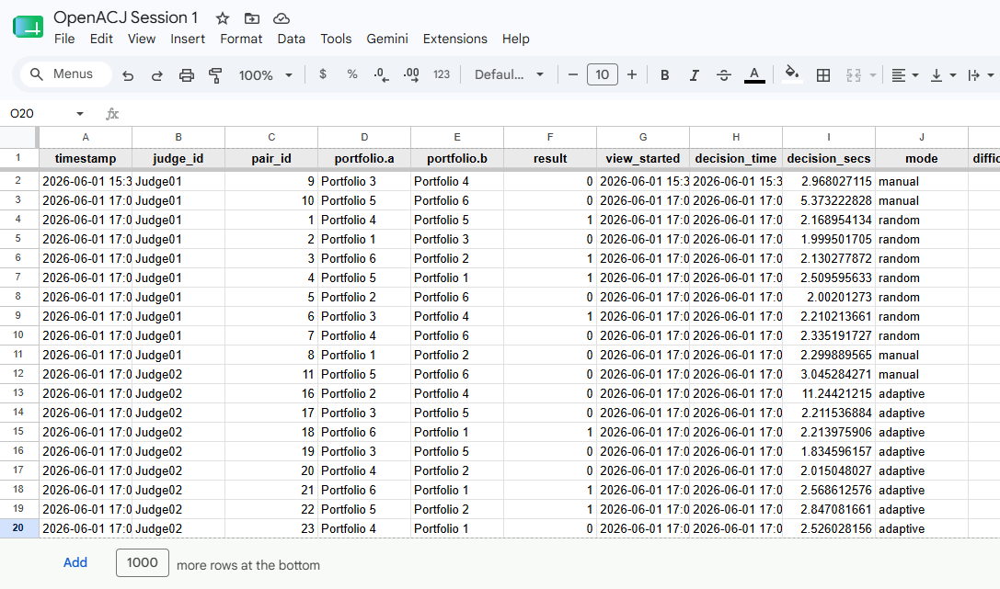 OpenACJ Session 1
File Edit View Insert Format Data Tools Gemini Extensions Help
Menus 100% $ % .0 .00 123 Defaul... − 10 + B I A
O20 fx
A B C D E F G H I J
1 timestamp judge_id pair_id portfolio.a portfolio.b result view_started decision_time decision_secs mode diffic
2 2026-06-01 15:3 Judge01 9 Portfolio 3 Portfolio 4 0 2026-06-01 15:3 2026-06-01 15:3 2.968027115 manual
3 2026-06-01 17:0 Judge01 10 Portfolio 5 Portfolio 6 0 2026-06-01 17:0 2026-06-01 17:0 5.373222828 manual
4 2026-06-01 17:0 Judge01 1 Portfolio 4 Portfolio 5 1 2026-06-01 17:0 2026-06-01 17:0 2.168954134 random
5 2026-06-01 17:0 Judge01 2 Portfolio 1 Portfolio 3 0 2026-06-01 17:0 2026-06-01 17:0 1.999501705 random
6 2026-06-01 17:0 Judge01 3 Portfolio 6 Portfolio 2 1 2026-06-01 17:0 2026-06-01 17:0 2.130277872 random
7 2026-06-01 17:0 Judge01 4 Portfolio 5 Portfolio 1 1 2026-06-01 17:0 2026-06-01 17:0 2.509595633 random
8 2026-06-01 17:0 Judge01 5 Portfolio 2 Portfolio 6 0 2026-06-01 17:0 2026-06-01 17:0 2.00201273 random
9 2026-06-01 17:0 Judge01 6 Portfolio 3 Portfolio 4 1 2026-06-01 17:0 2026-06-01 17:0 2.210213661 random
10 2026-06-01 17:0 Judge01 7 Portfolio 4 Portfolio 6 0 2026-06-01 17:0 2026-06-01 17:0 2.335191727 random
11 2026-06-01 17:0 Judge01 8 Portfolio 1 Portfolio 2 0 2026-06-01 17:0 2026-06-01 17:0 2.299889565 manual
12 2026-06-01 17:0 Judge02 11 Portfolio 5 Portfolio 6 0 2026-06-01 17:0 2026-06-01 17:0 3.045284271 manual
13 2026-06-01 17:0 Judge02 16 Portfolio 2 Portfolio 4 0 2026-06-01 17:0 2026-06-01 17:0 11.24421215 adaptive
14 2026-06-01 17:0 Judge02 17 Portfolio 3 Portfolio 5 0 2026-06-01 17:0 2026-06-01 17:0 2.211536884 adaptive
15 2026-06-01 17:0 Judge02 18 Portfolio 6 Portfolio 1 1 2026-06-01 17:0 2026-06-01 17:0 2.213975906 adaptive
16 2026-06-01 17:0 Judge02 19 Portfolio 3 Portfolio 5 0 2026-06-01 17:0 2026-06-01 17:0 1.834596157 adaptive
17 2026-06-01 17:0 Judge02 20 Portfolio 4 Portfolio 2 0 2026-06-01 17:0 2026-06-01 17:0 2.015048027 adaptive
18 2026-06-01 17:0 Judge02 21 Portfolio 6 Portfolio 1 1 2026-06-01 17:0 2026-06-01 17:0 2.568612576 adaptive
19 2026-06-01 17:0 Judge02 22 Portfolio 5 Portfolio 2 1 2026-06-01 17:0 2026-06-01 17:0 2.847081661 adaptive
20 2026-06-01 17:0 Judge02 23 Portfolio 4 Portfolio 1 0 2026-06-01 17:0 2026-06-01 17:0 2.526028156 adaptive
Add 1000 more rows at the bottom